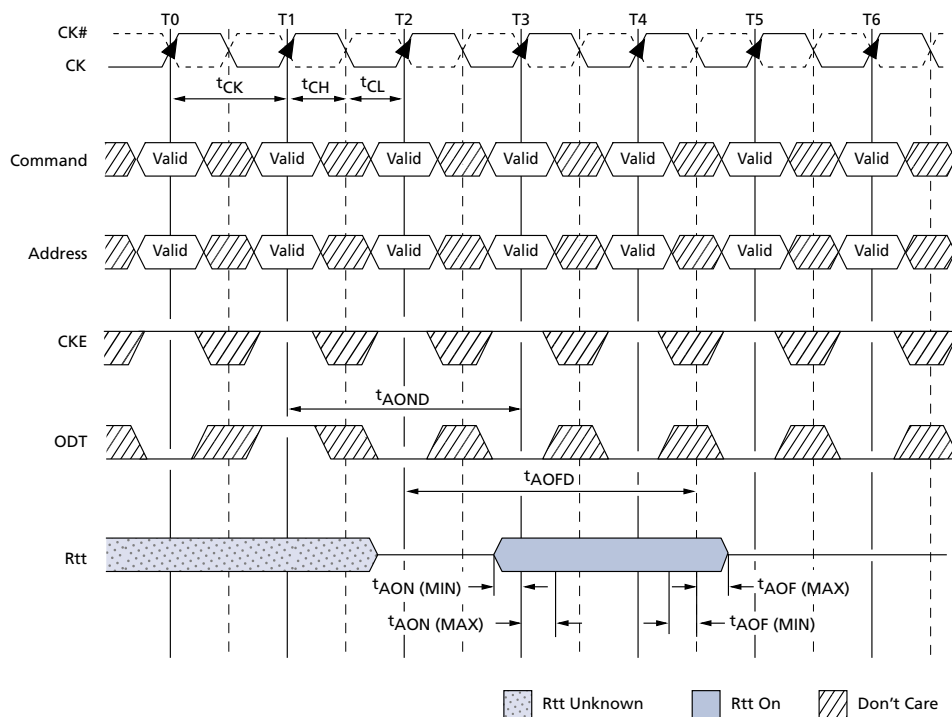 T0 T1 T2 T3 T4 T5 T6
CK#
CK
tCK tCH tCL
Command Valid Valid Valid Valid Valid Valid Valid
Address Valid Valid Valid Valid Valid Valid Valid
CKE
tAOND
ODT
tAOFD
Rtt
tAON (MIN) tAOF (MAX)
tAON (MAX) tAOF (MIN)
Rtt Unknown Rtt On Don't Care